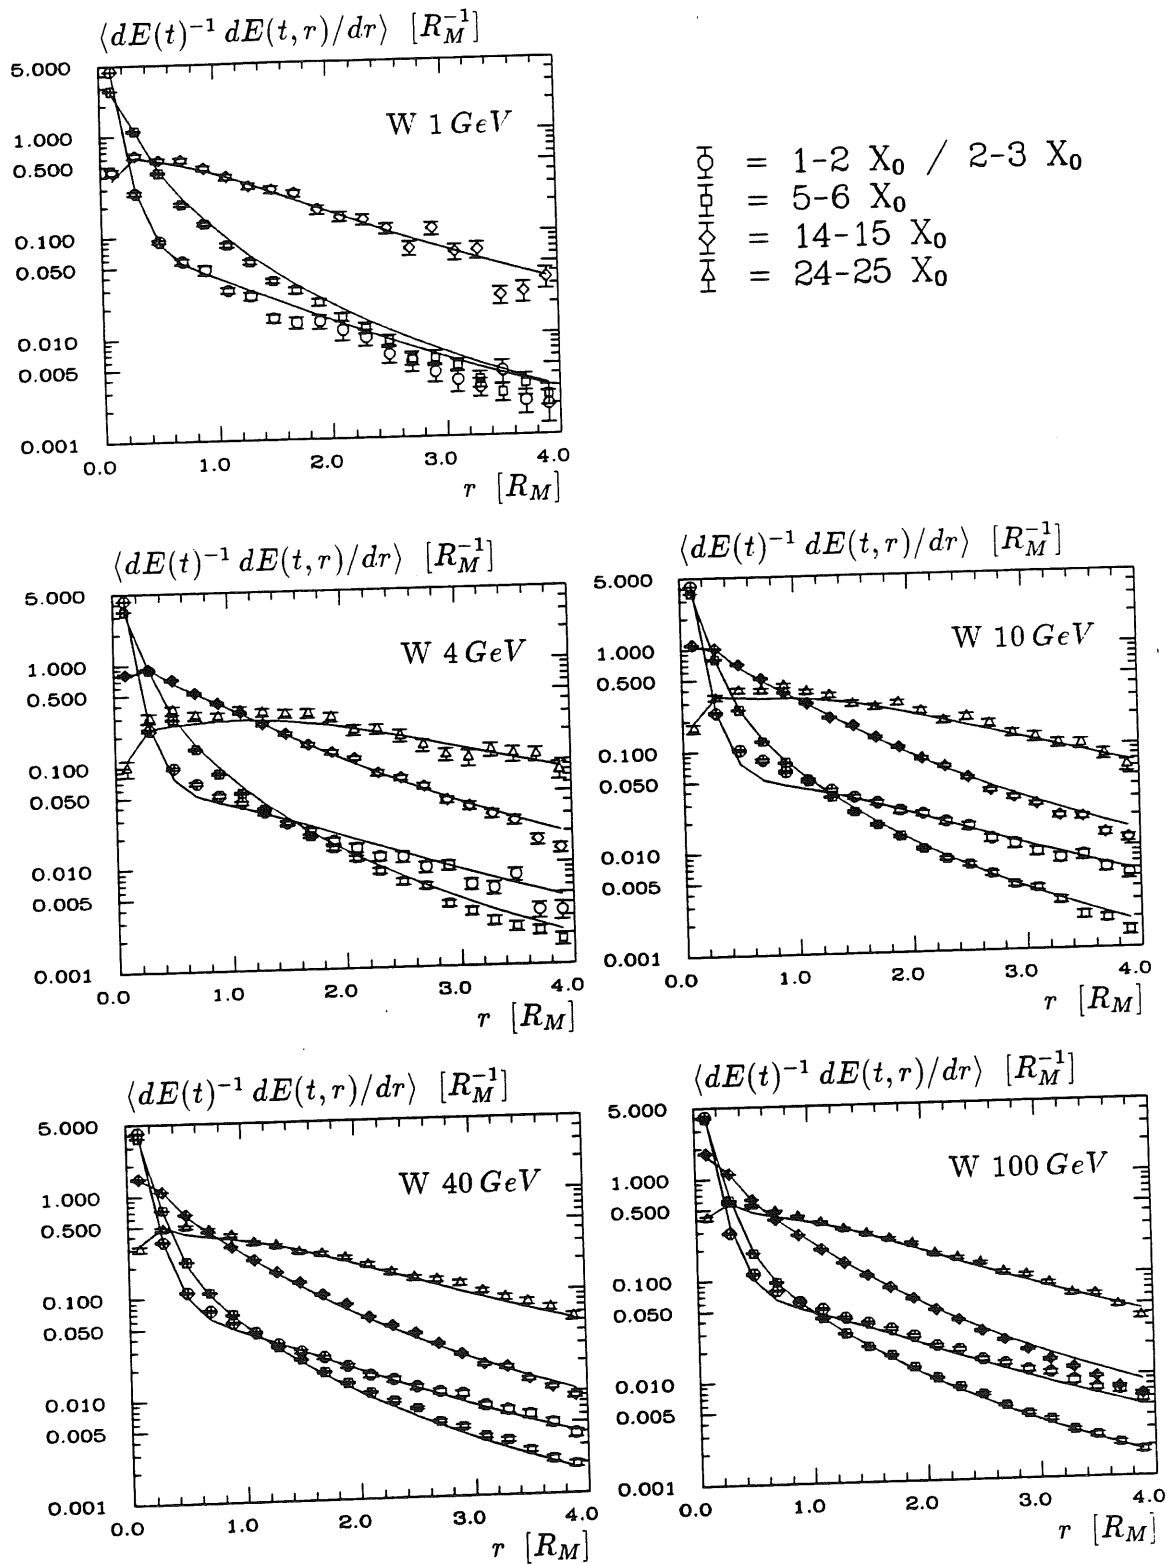 ⟨dE(t)⁻¹ dE(t,r)/dr⟩ [R_M⁻¹]
5.000
1.000
0.500
0.100
0.050
0.010
0.005
0.001
0.0 1.0 2.0 3.0 4.0
r [R_M]
W 1 GeV
= 1-2 X₀ / 2-3 X₀
= 5-6 X₀
= 14-15 X₀
= 24-25 X₀
⟨dE(t)⁻¹ dE(t,r)/dr⟩ [R_M⁻¹]
5.000
1.000
0.500
0.100
0.050
0.010
0.005
0.001
0.0 1.0 2.0 3.0 4.0
r [R_M]
W 4 GeV
⟨dE(t)⁻¹ dE(t,r)/dr⟩ [R_M⁻¹]
5.000
1.000
0.500
0.100
0.050
0.010
0.005
0.001
0.0 1.0 2.0 3.0 4.0
r [R_M]
W 10 GeV
⟨dE(t)⁻¹ dE(t,r)/dr⟩ [R_M⁻¹]
5.000
1.000
0.500
0.100
0.050
0.010
0.005
0.001
0.0 1.0 2.0 3.0 4.0
r [R_M]
W 40 GeV
⟨dE(t)⁻¹ dE(t,r)/dr⟩ [R_M⁻¹]
5.000
1.000
0.500
0.100
0.050
0.010
0.005
0.001
0.0 1.0 2.0 3.0 4.0
r [R_M]
W 100 GeV